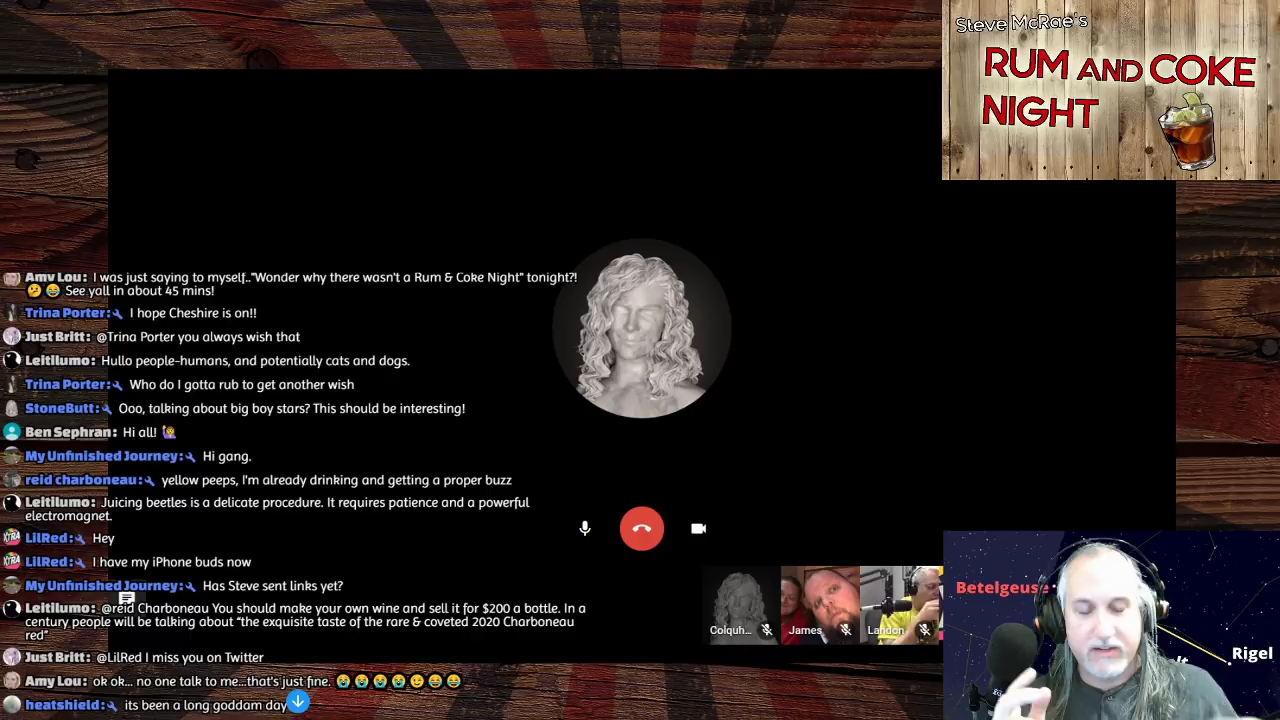 Steve McRae's
RUM AND COKE
NIGHT
Amy Lou: I was just saying to myself.."Wonder why there wasn't a Rum & Coke Night" tonight?!
🤔 😂 See yall in about 45 mins!
Trina Porter: I hope Cheshire is on!!
Just Britt: @Trina Porter you always wish that
Leitilumo: Hullo people-humans, and potentially cats and dogs.
Trina Porter: Who do I gotta rub to get another wish
StoneButt: Ooo, talking about big boy stars? This should be interesting!
Ben Sephran: Hi all! 🙋
My Unfinished Journey: Hi gang.
reid charboneau: yellow peeps, I'm already drinking and getting a proper buzz
Leitilumo: Juicing beetles is a delicate procedure. It requires patience and a powerful
electromagnet.
LilRed: Hey
LilRed: I have my iPhone buds now
My Unfinished Journey: Has Steve sent links yet?
Leitilumo: @reid Charboneau You should make your own wine and sell it for $200 a bottle. In a
century people will be talking about "the exquisite taste of the rare & coveted 2020 Charboneau
red"
Just Britt: @LilRed I miss you on Twitter
Amy Lou: ok ok... no one talk to me...that's just fine. 😭 😭 😭 😭 😉 😂 😂
heatshield: its been a long goddam day
Colquh...
James
Landon
Betelgeuse
Rigel